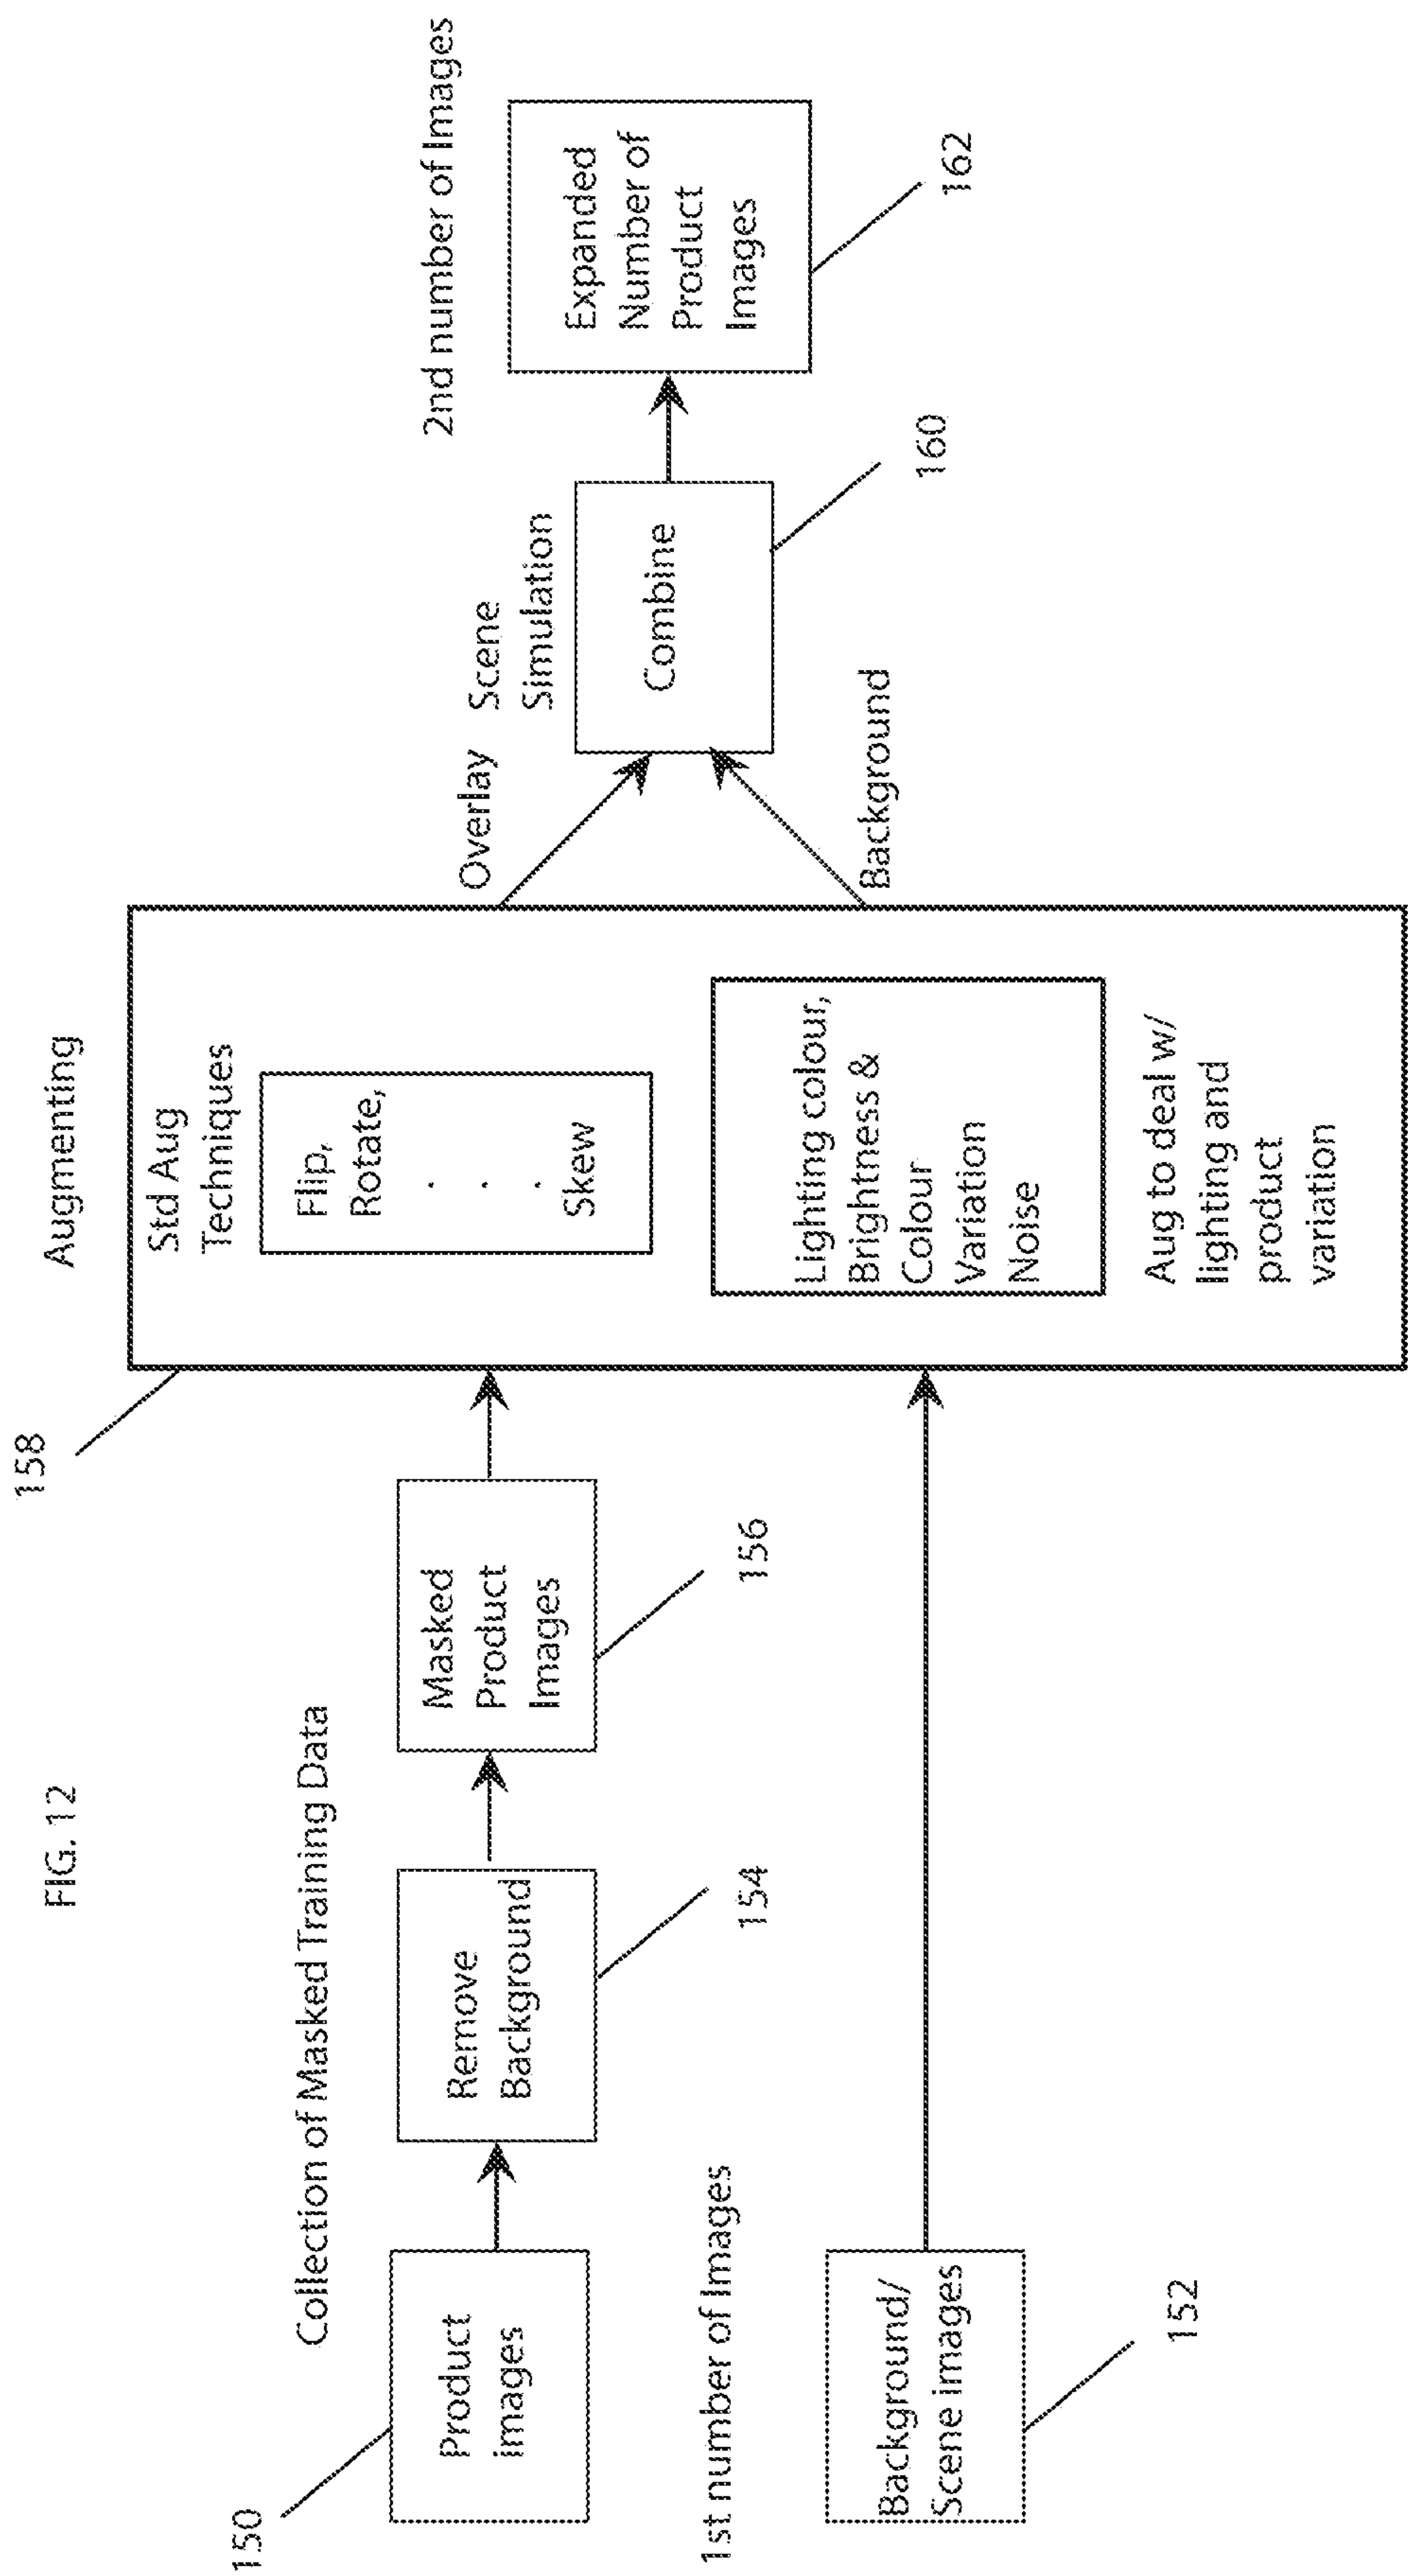 FIG. 12
Collection of Masked Training Data
150
Product
images
Remove
Background
154
Masked
Product
Images
156
1st number of Images
Background/
Scene images
152
158
Augmenting
Std Aug
Techniques
Flip,
Rotate,
.
.
.
Skew
Lighting colour,
Brightness &
Colour
Variation
Noise
Aug to deal w/
lighting and
product
variation
Overlay
Background
Scene
Simulation
Combine
160
2nd number of Images
Expanded
Number of
Product
Images
162